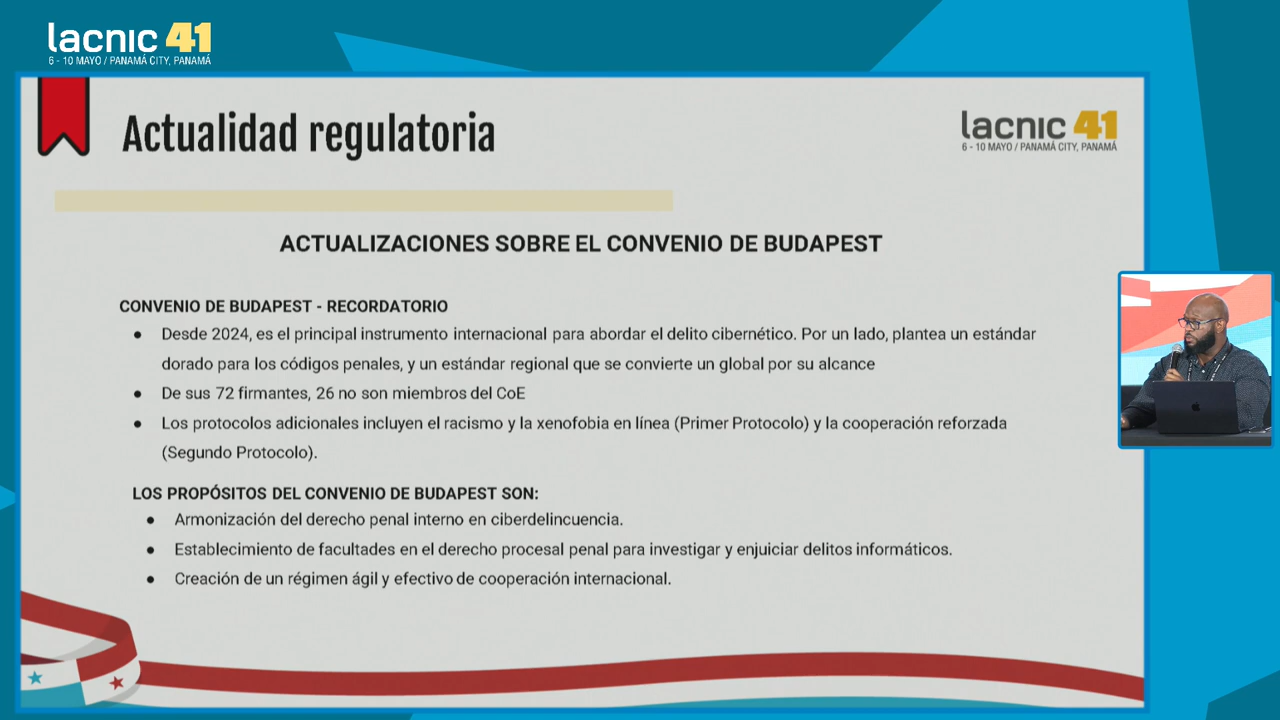 lacnic 41
6 - 10 MAYO / PANAMÁ CITY, PANAMÁ
Actualidad regulatoria
lacnic 41
6 - 10 MAYO / PANAMÁ CITY, PANAMÁ
ACTUALIZACIONES SOBRE EL CONVENIO DE BUDAPEST
CONVENIO DE BUDAPEST - RECORDATORIO
● Desde 2024, es el principal instrumento internacional para abordar el delito cibernético. Por un lado, plantea un estándar
dorado para los códigos penales, y un estándar regional que se convierte un global por su alcance
● De sus 72 firmantes, 26 no son miembros del CoE
● Los protocolos adicionales incluyen el racismo y la xenofobia en línea (Primer Protocolo) y la cooperación reforzada
(Segundo Protocolo).
LOS PROPÓSITOS DEL CONVENIO DE BUDAPEST SON:
● Armonización del derecho penal interno en ciberdelincuencia.
● Establecimiento de facultades en el derecho procesal penal para investigar y enjuiciar delitos informáticos.
● Creación de un régimen ágil y efectivo de cooperación internacional.